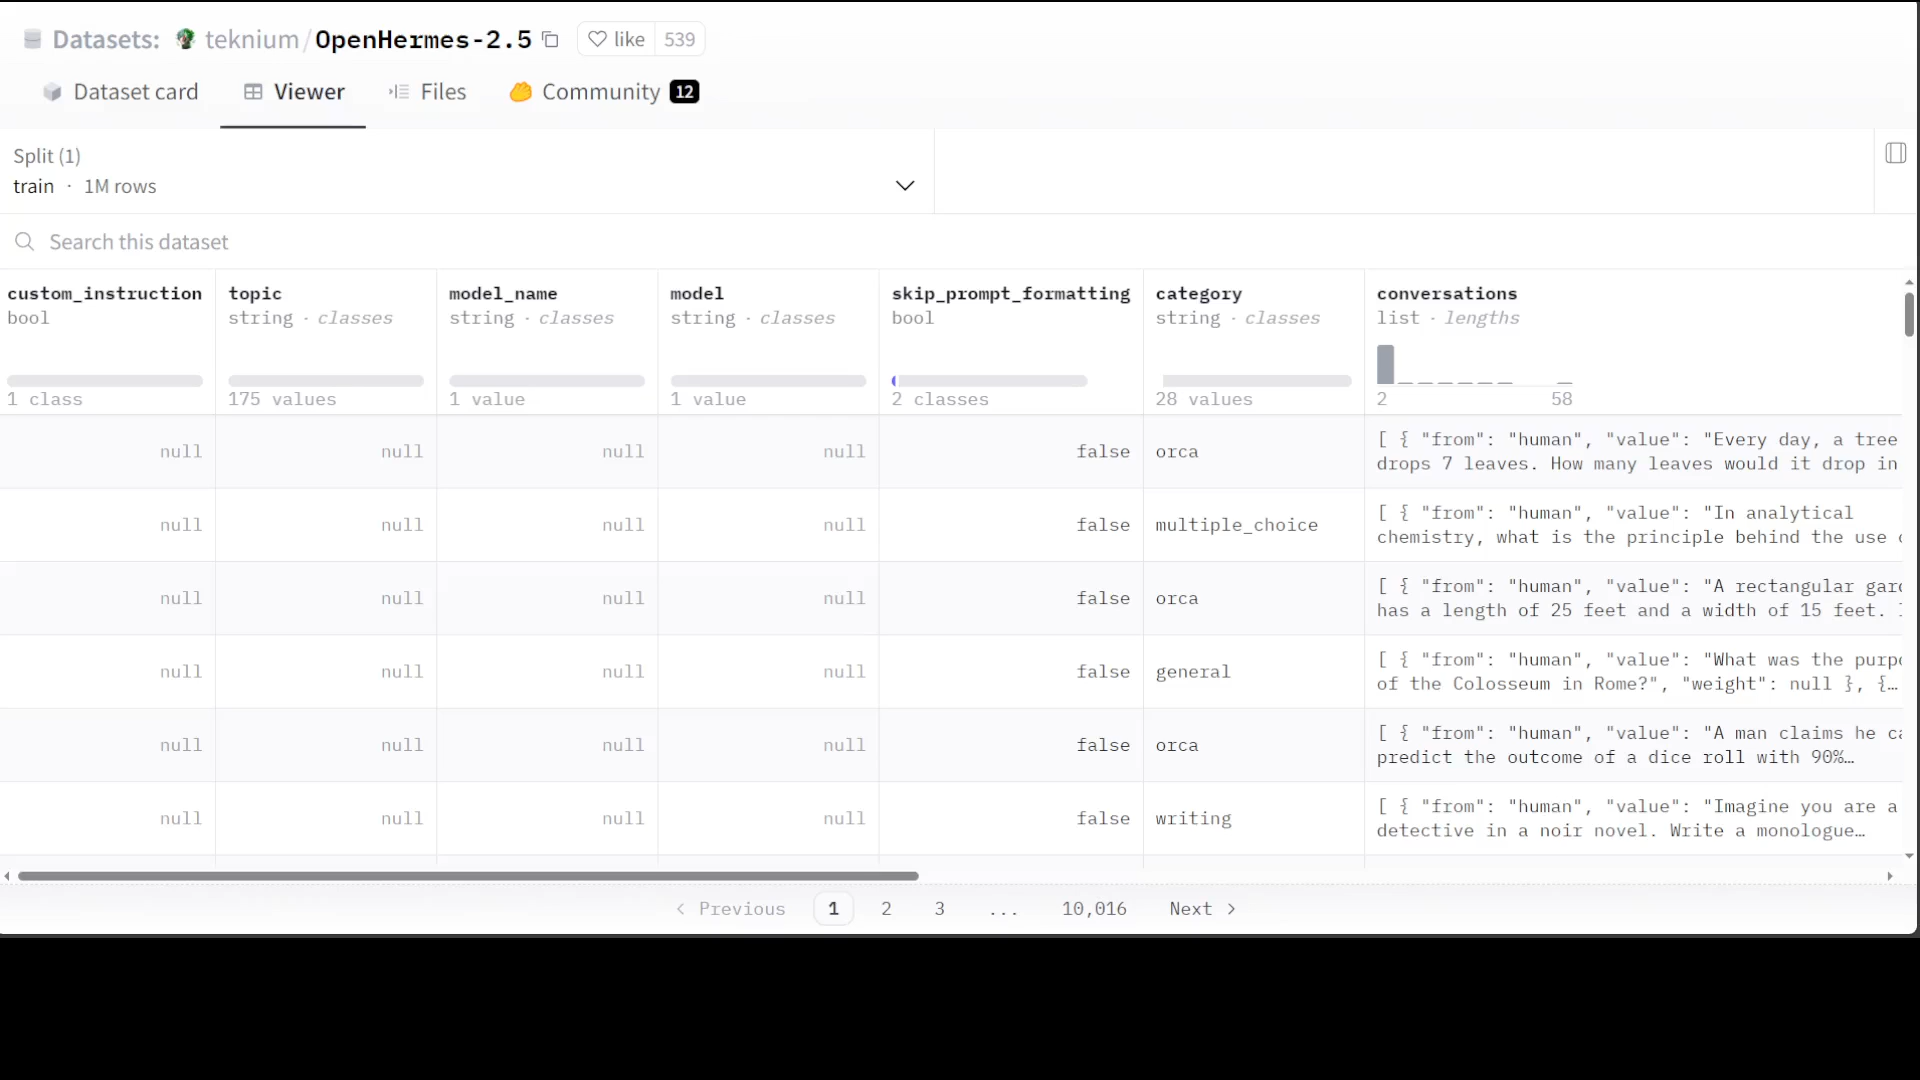 Datasets: teknium/OpenHermes-2.5 like 539
Dataset card Viewer Files Community 12
Split (1)
train · 1M rows
Search this dataset
custom_instruction topic model_name model skip_prompt_formatting category conversations
bool string · classes string · classes string · classes bool string · classes list · lengths
1 class 175 values 1 value 1 value 2 classes 28 values 2 58
null null null null false orca [ { "from": "human", "value": "Every day, a tree
drops 7 leaves. How many leaves would it drop in
null null null null false multiple_choice [ { "from": "human", "value": "In analytical
chemistry, what is the principle behind the use
null null null null false orca [ { "from": "human", "value": "A rectangular
has a length of 25 feet and a width of 15 feet.
null null null null false general [ { "from": "human", "value": "What was the
of the Colosseum in Rome?", "weight": null }, {…
null null null null false orca [ { "from": "human", "value": "A man claims he
predict the outcome of a dice roll with 90%…
null null null null false writing [ { "from": "human", "value": "Imagine you are a
detective in a noir novel. Write a monologue…
Previous 1 2 3 ... 10,016 Next